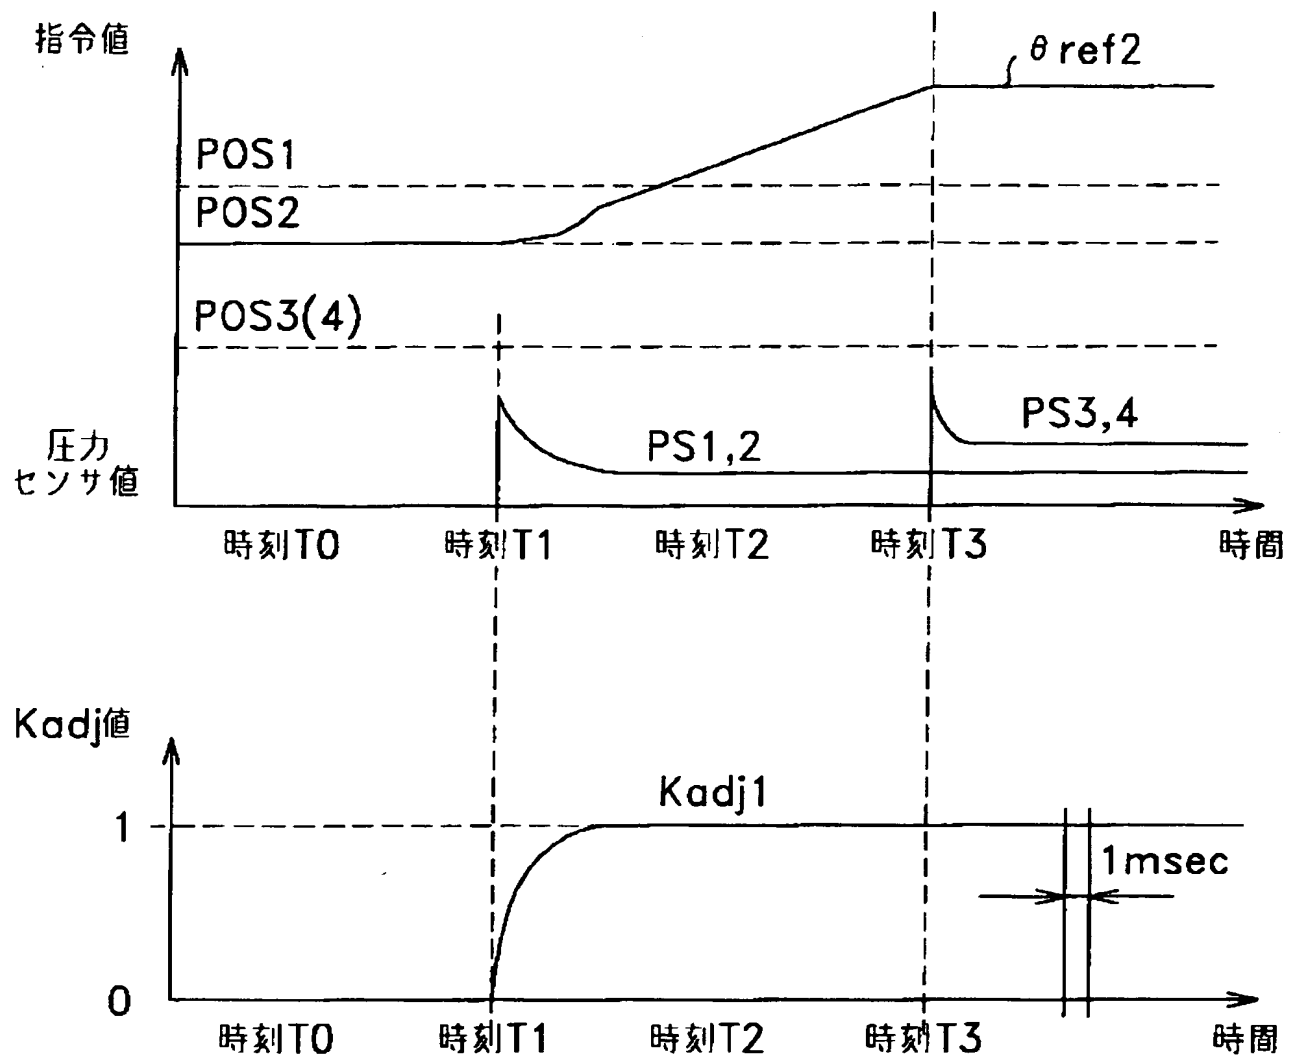 指令値
θref2
POS1
POS2
POS3(4)
圧力
センサ値
PS1,2
PS3,4
時刻T0 時刻T1 時刻T2 時刻T3 時間
Kadj値
1
Kadj1
1msec
0
時刻T0 時刻T1 時刻T2 時刻T3 時間